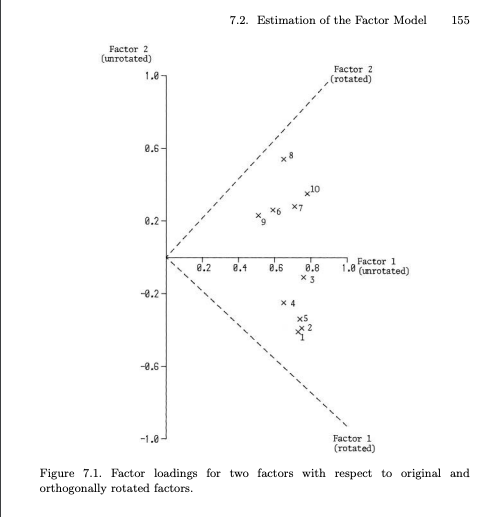 7.2. Estimation of the Factor Model 155
Factor 2
(unrotated)
1.0
Factor 2
(rotated)
0.6
8
10
6
7
9
0.2
0.2 0.4 0.6 0.8 1.0
Factor 1
(unrotated)
3
-0.2
4
5
2
1
-0.6
-1.0
Factor 1
(rotated)
Figure 7.1. Factor loadings for two factors with respect to original and
orthogonally rotated factors.